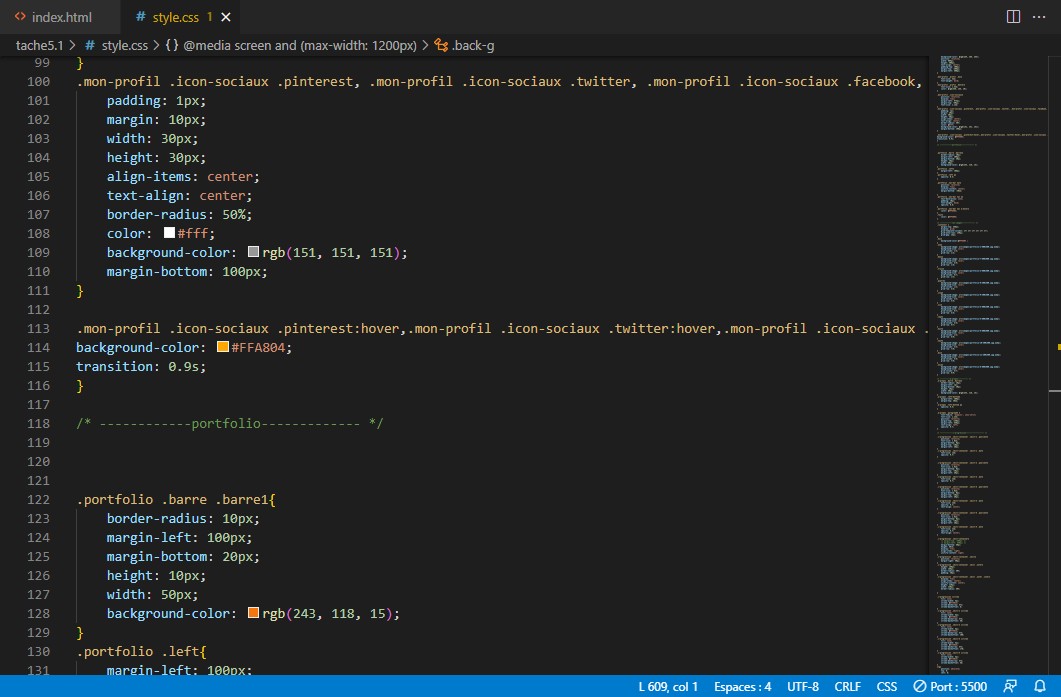 index.html
# style.css 1
tache5.1 > # style.css > {} @media screen and (max-width: 1200px) > .back-g
99 }
100 .mon-profil .icon-sociaux .pinterest, .mon-profil .icon-sociaux .twitter, .mon-profil .icon-sociaux .facebook,
101 padding: 1px;
102 margin: 10px;
103 width: 30px;
104 height: 30px;
105 align-items: center;
106 text-align: center;
107 border-radius: 50%;
108 color: #fff;
109 background-color: rgb(151, 151, 151);
110 margin-bottom: 100px;
111 }
112
113 .mon-profil .icon-sociaux .pinterest:hover,.mon-profil .icon-sociaux .twitter:hover,.mon-profil .icon-sociaux .
114 background-color: #FFA804;
115 transition: 0.9s;
116 }
117
118 /* ------------portfolio------------- */
119
120
121
122 .portfolio .barre .barre1{
123 border-radius: 10px;
124 margin-left: 100px;
125 margin-bottom: 20px;
126 height: 10px;
127 width: 50px;
128 background-color: rgb(243, 118, 15);
129 }
130 .portfolio .left{
131 margin-left: 100px;
L 609, col 1 Espaces : 4 UTF-8 CRLF CSS Port : 5500